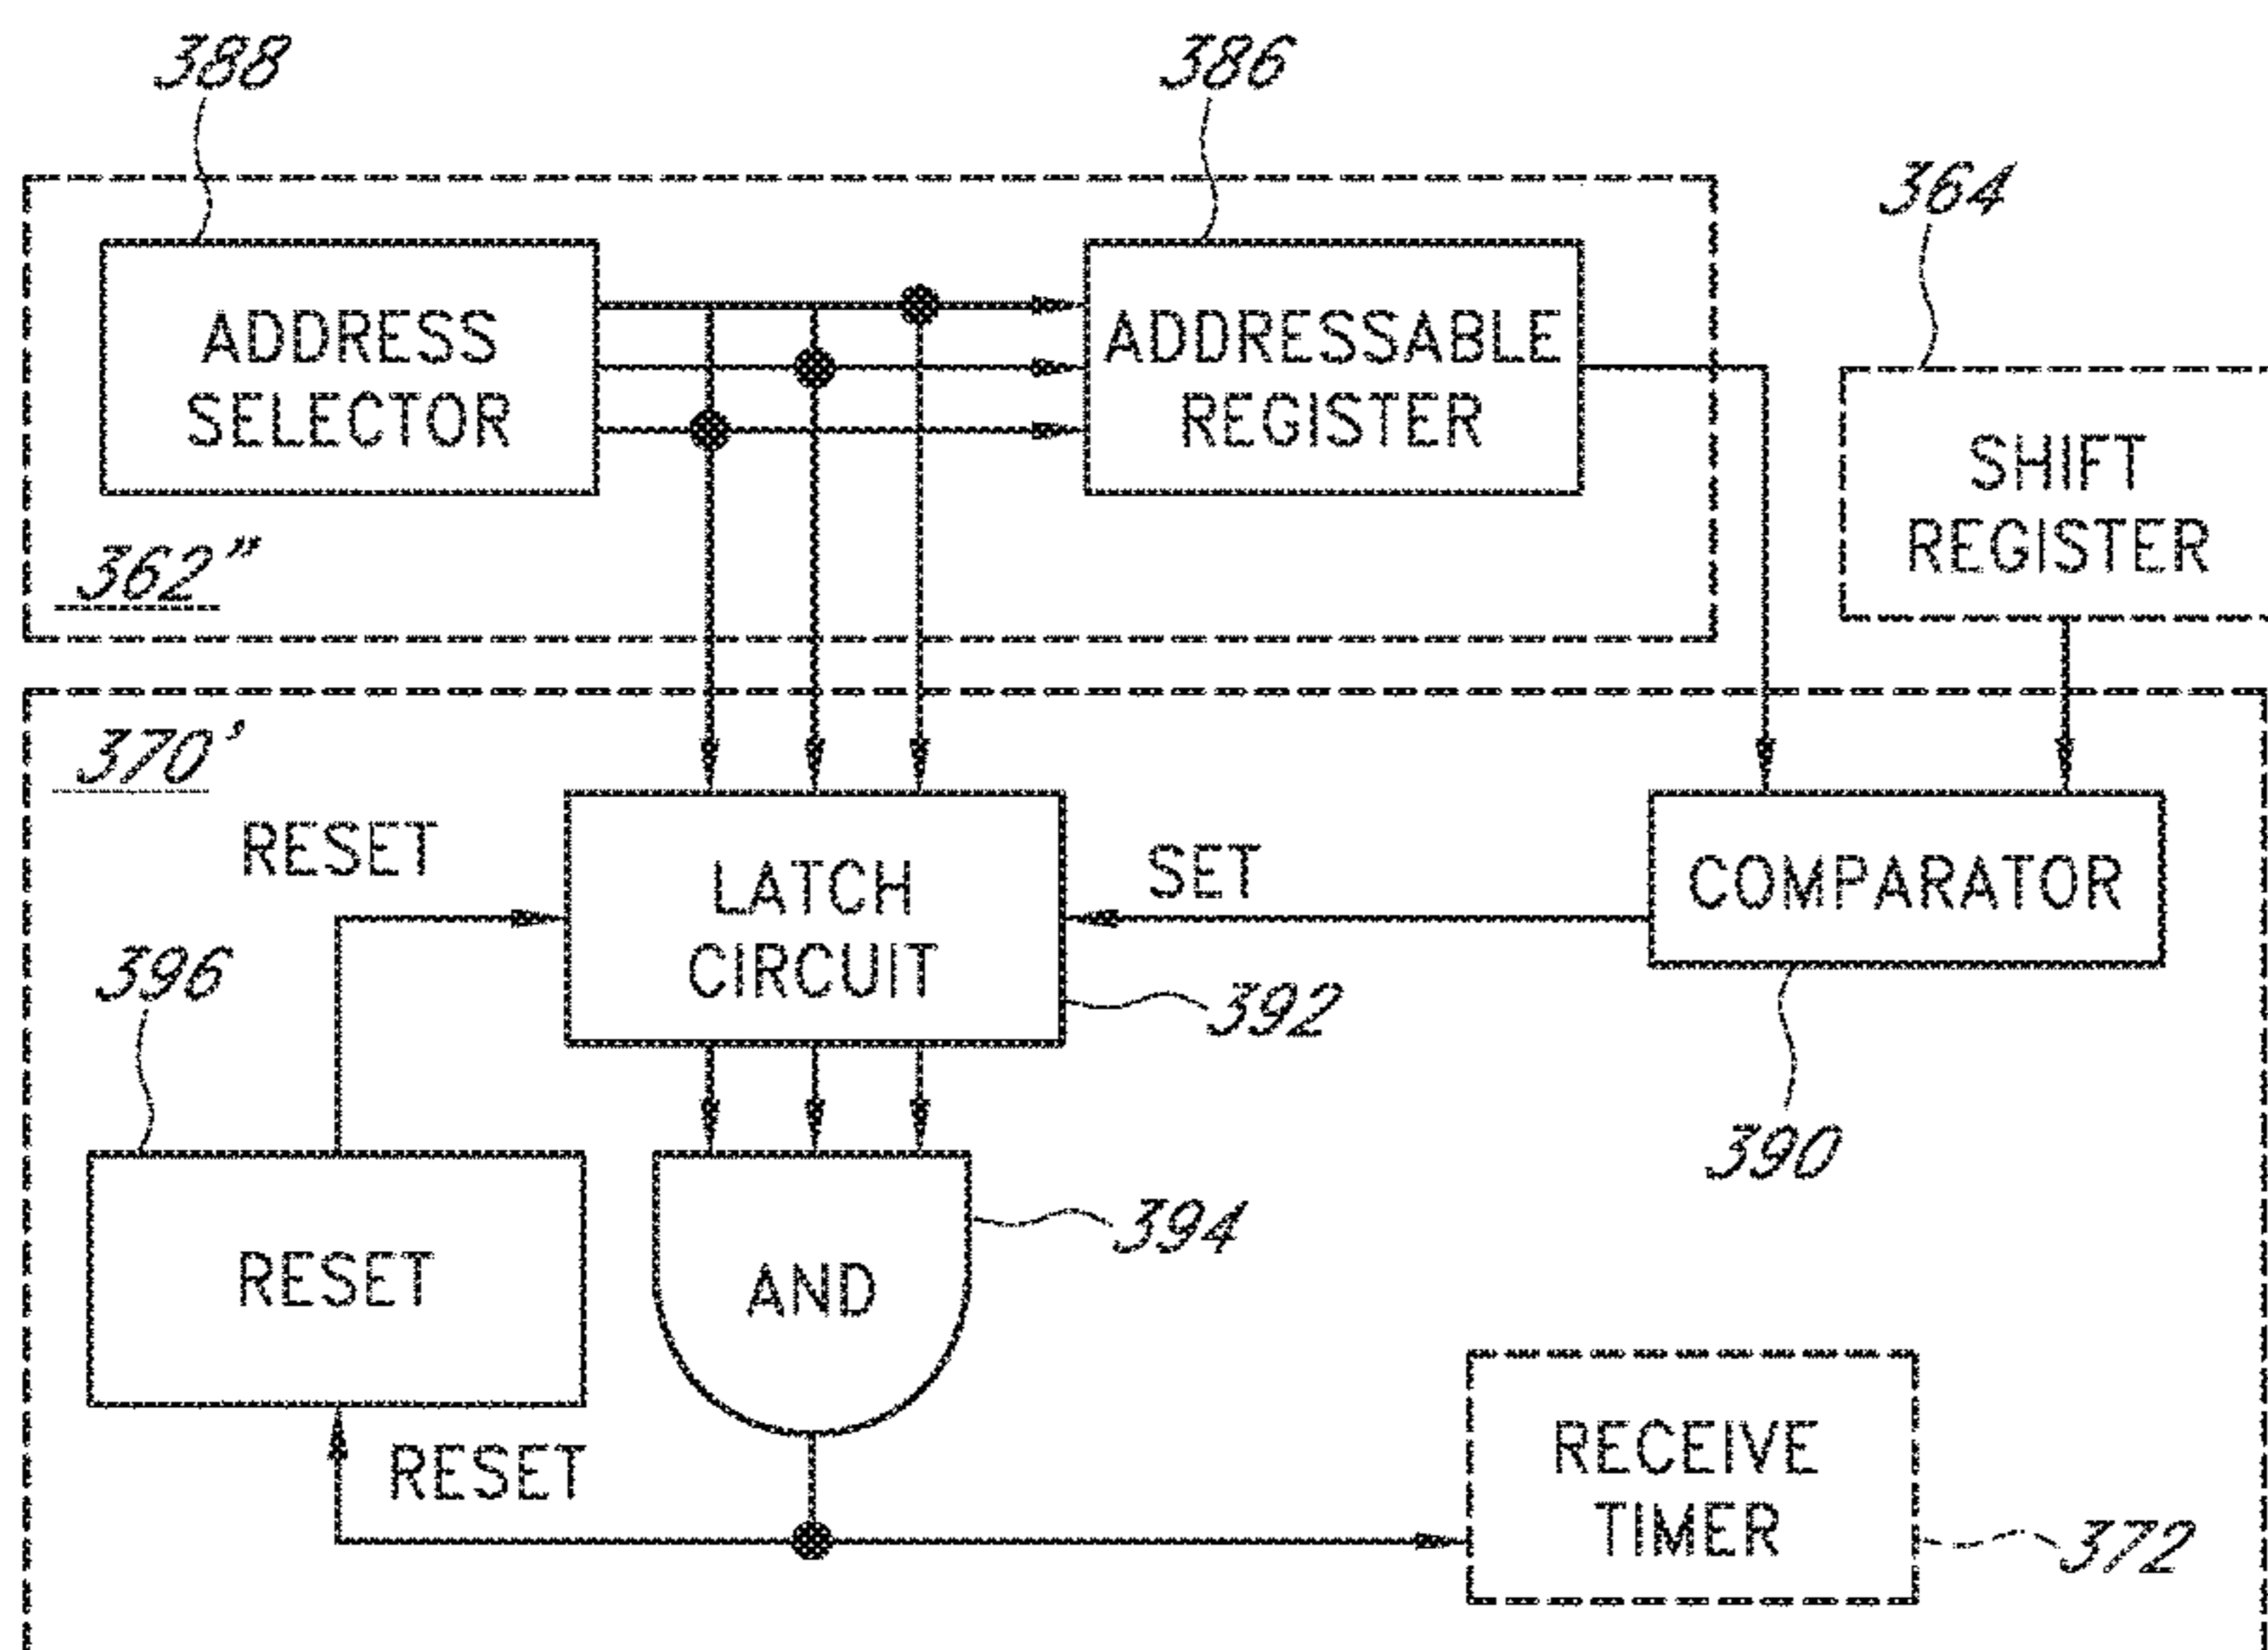 388
386
364
ADDRESS
SELECTOR
ADDRESSABLE
REGISTER
SHIFT
REGISTER
362"
370'
RESET
LATCH
CIRCUIT
SET
COMPARATOR
396
392
390
394
RESET
AND
RESET
RECEIVE
TIMER
372